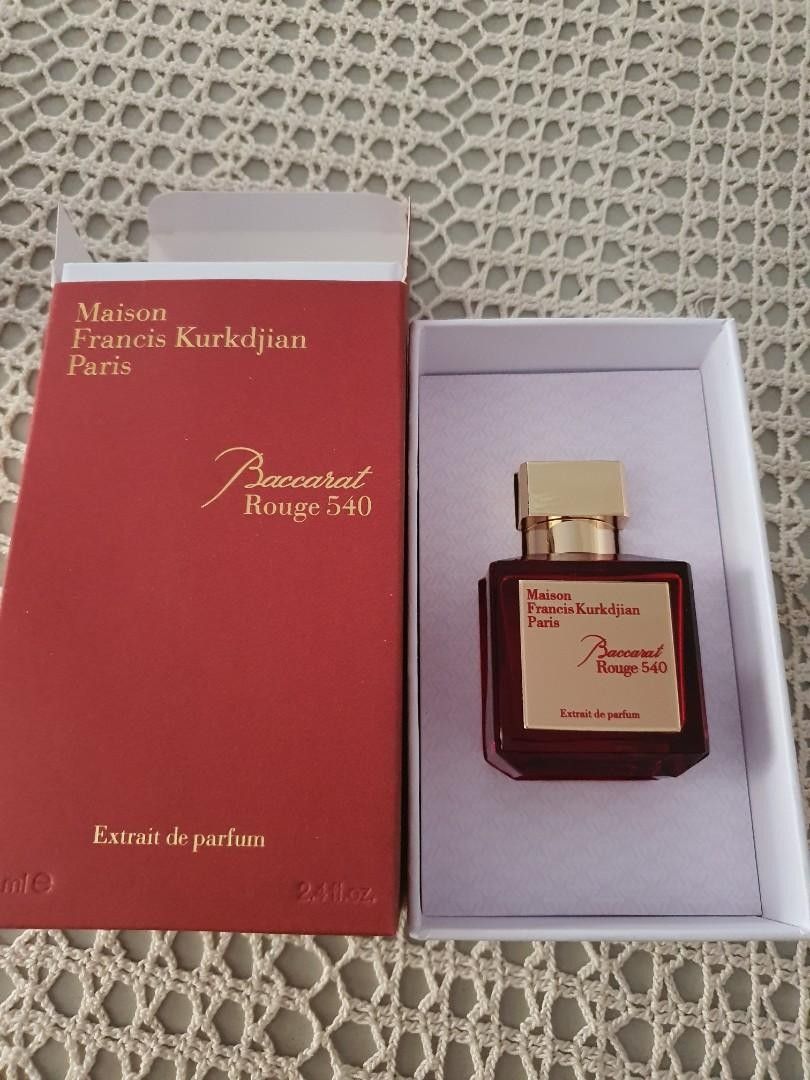 Maison
Francis Kurkdjian
Paris
Baccarat
Rouge 540
Extrait de parfum
ml e
2.4 fl.oz.
Maison
Francis Kurkdjian
Paris
Baccarat
Rouge 540
Extrait de parfum